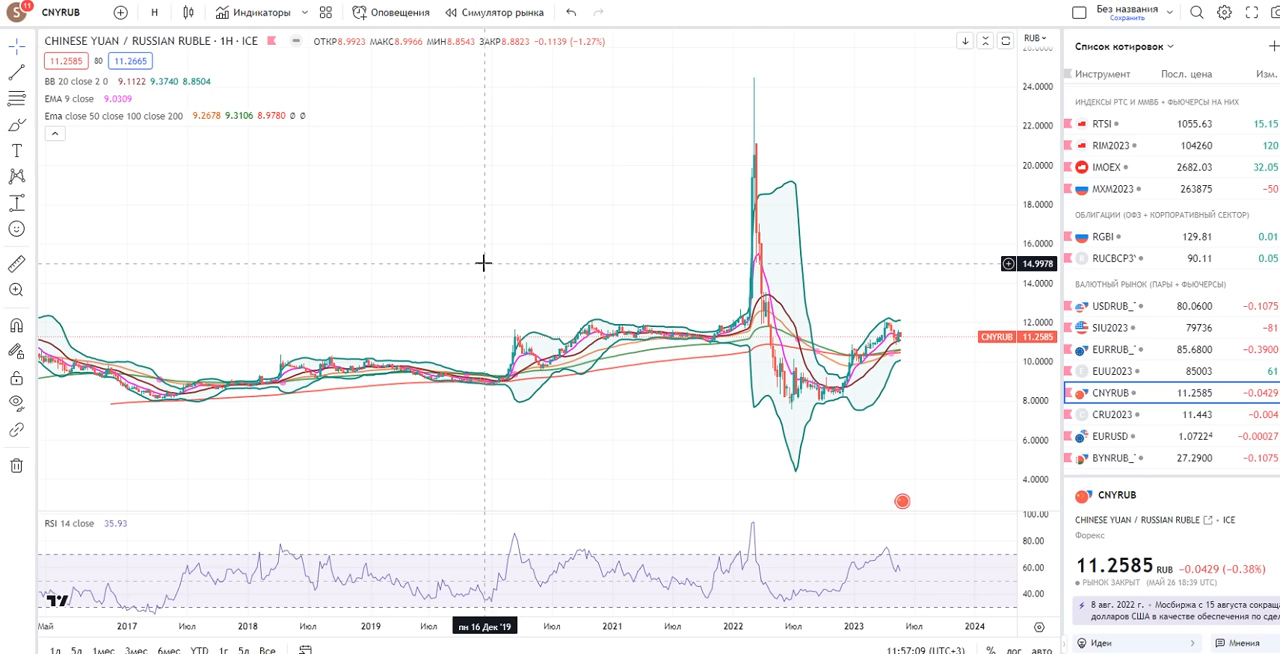 S 11 CNYRUB Н Индикаторы Оповещения Симулятор рынка Без названия
Сохранить
CHINESE YUAN / RUSSIAN RUBLE · 1Н · ICE ОТКР8.9923 МАКС8.9966 МИН8.8543 ЗАКР8.8823 -0.1139 (-1.27%) RUB
11.2585 80 11.2665
BB 20 close 2 0 9.1122 9.3740 8.8504
EMA 9 close 9.0309
Ema close 50 close 100 close 200 9.2678 9.3106 8.9780 Ø Ø
26.0000
24.0000
22.0000
20.0000
18.0000
16.0000
14.9978
14.0000
12.0000
CNYRUB 11.2585
10.0000
8.0000
6.0000
4.0000
RSI 14 close 35.93
100.00
80.00
60.00
40.00
Май 2017 Июл 2018 Июл 2019 Июл пн 16 Дек '19 Июл 2021 Июл 2022 Июл 2023 Июл 2024
1д 5д 1мес 3мес 6мес YTD 1г 5л Все 11:57:09 (UTC+3) % лог авто
Список котировок
Инструмент Посл. цена Изм.
ИНДЕКСЫ РТС И ММВБ + ФЬЮЧЕРСЫ НА НИХ
RTSI 1055.63 15.15
RIM2023 104260 120
IMOEX 2682.03 32.05
MXM2023 263875 -50
ОБЛИГАЦИИ (ОФЗ + КОРПОРАТИВНЫЙ СЕКТОР)
RGBI 129.81 0.01
RUCBCP3Y 90.11 0.05
ВАЛЮТНЫЙ РЫНОК (ПАРЫ + ФЬЮЧЕРСЫ)
USDRUB_ 80.0600 -0.1075
SIU2023 79736 -81
EURRUB_ 85.6800 -0.3900
EUU2023 85003 61
CNYRUB 11.2585 -0.0429
CRU2023 11.443 -0.004
EURUSD 1.07224 -0.00027
BYNRUB_ 27.2900 -0.1075
CNYRUB
CHINESE YUAN / RUSSIAN RUBLE · ICE
Форекс
11.2585 RUB -0.0429 (-0.38%)
РЫНОК ЗАКРЫТ (МАЙ 26 18:39 UTC)
8 авг. 2022 г. · Мосбиржа с 15 августа сокращ
долларов США в качестве обеспечения по сде
Идеи Мнения